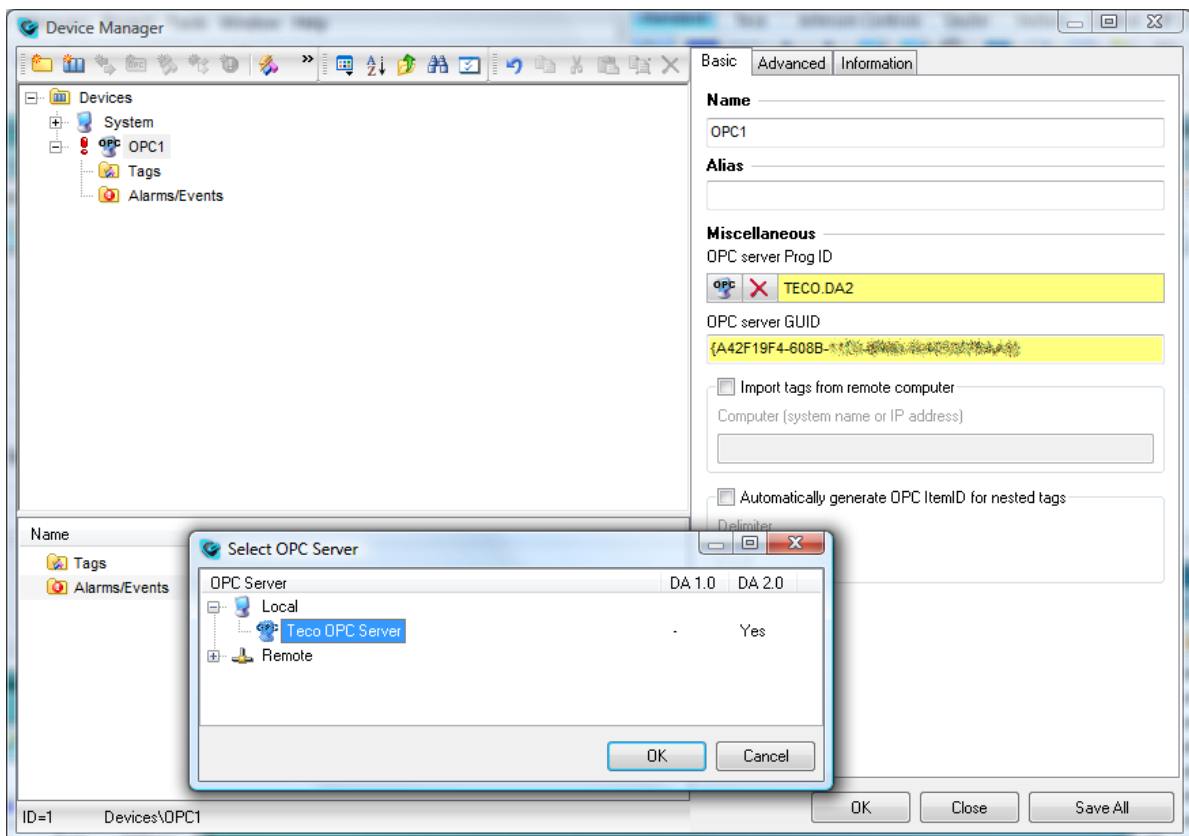 Device Manager
Devices
System
OPC OPC1
Tags
Alarms/Events
Name
Tags
Alarms/Events
ID=1 Devices\OPC1
Basic Advanced Information
Name
OPC1
Alias
Miscellaneous
OPC server Prog ID
OPC TECO.DA2
OPC server GUID
{A42F19F4-608B-
Import tags from remote computer
Computer (system name or IP address)
Automatically generate OPC ItemID for nested tags
Delimiter
OK Close Save All
Select OPC Server
OPC Server DA 1.0 DA 2.0
Local
Teco OPC Server - Yes
Remote
OK Cancel